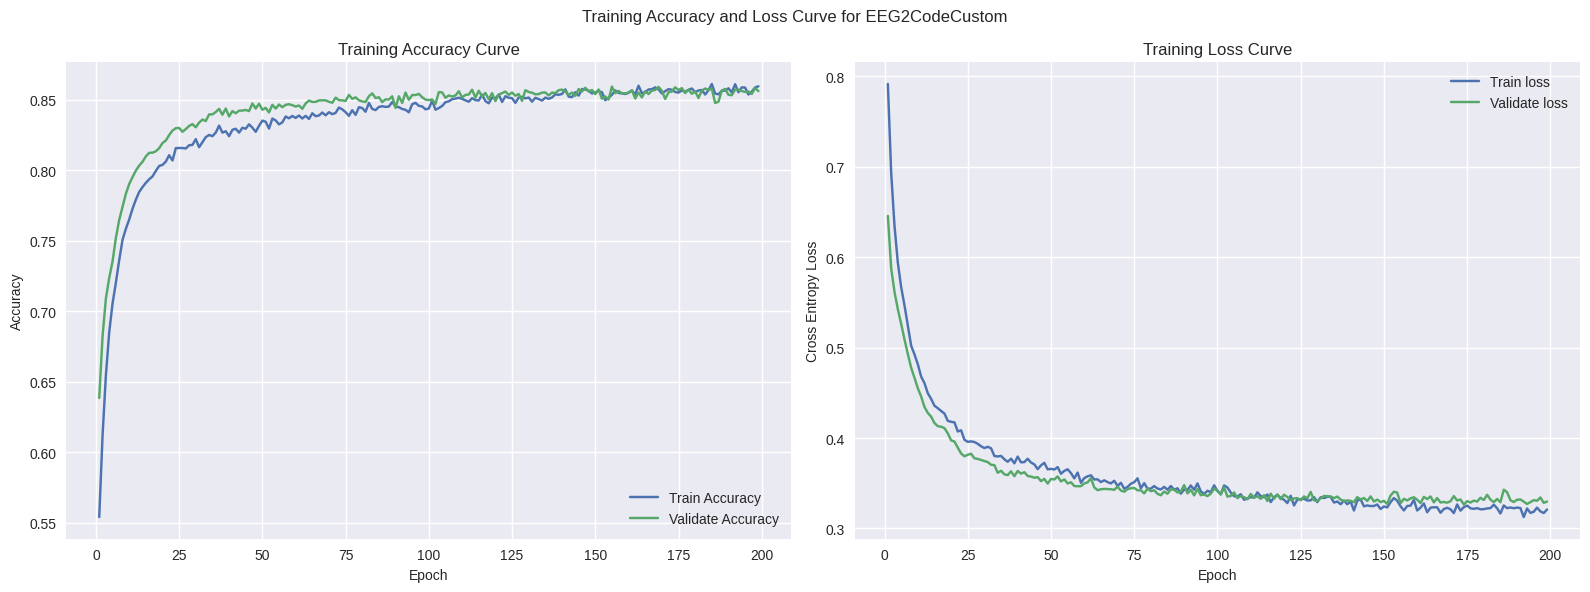 Training Accuracy and Loss Curve for EEG2CodeCustom
Training Accuracy Curve
0.85
0.80
0.75
0.70
0.65
0.60
0.55
Accuracy
0 25 50 75 100 125 150 175 200
Epoch
Train Accuracy
Validate Accuracy
Training Loss Curve
0.8
0.7
0.6
0.5
0.4
0.3
Cross Entropy Loss
0 25 50 75 100 125 150 175 200
Epoch
Train loss
Validate loss